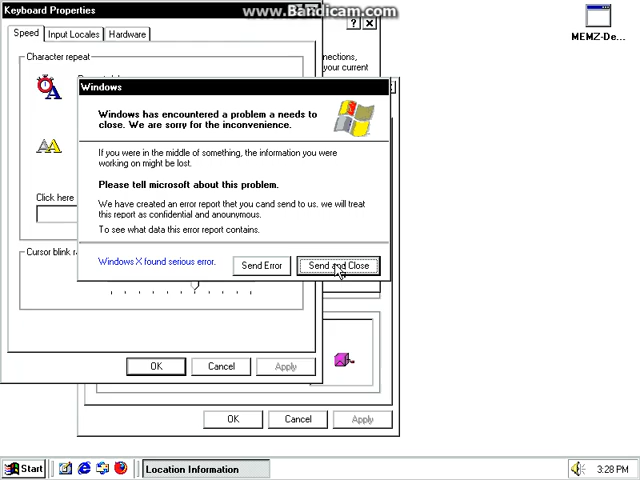 www.Bandicam.com
Keyboard Properties
Speed
Input Locales
Hardware
Character repeat
nnections,
your current
MEMZ-De...
Windows
Windows has encountered a problem a needs to
close. We are sorry for the inconvenience.
If you were in the middle of something, the information you were
working on might be lost.
Please tell microsoft about this problem.
We have created an error report that you cand send to us. we will treat
this report as confidential and anounymous.
To see what data this error report contains.
Windows X found serious error.
Send Error
Send and Close
Click here
Cursor blink r
OK
Cancel
Apply
OK
Cancel
Apply
Start
Location Information
3:28 PM